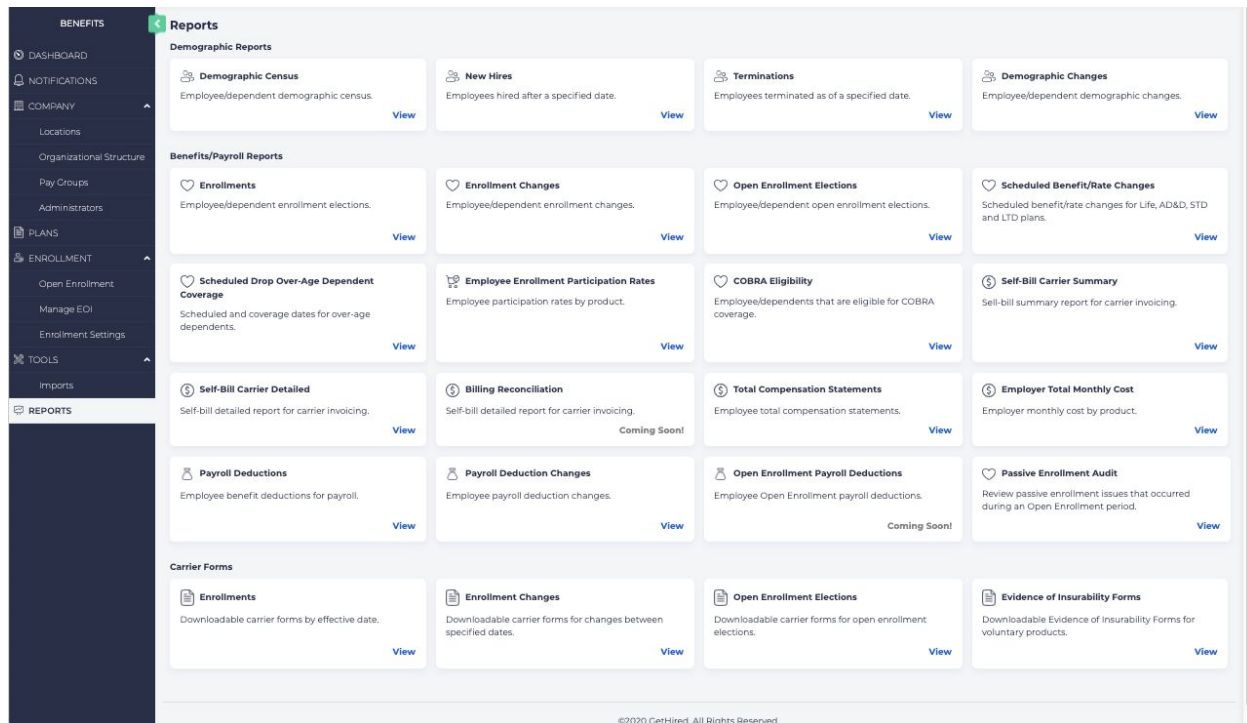 BENEFITS
DASHBOARD
NOTIFICATIONS
COMPANY
Locations
Organizational Structure
Pay Groups
Administrators
PLANS
ENROLLMENT
Open Enrollment
Manage EOI
Enrollment Settings
TOOLS
Imports
REPORTS
Reports
Demographic Reports
Demographic Census
Employee/dependent demographic census.
View
New Hires
Employees hired after a specified date.
View
Terminations
Employees terminated as of a specified date.
View
Demographic Changes
Employee/dependent demographic changes.
View
Benefits/Payroll Reports
Enrollments
Employee/dependent enrollment elections.
View
Enrollment Changes
Employee/dependent enrollment changes.
View
Open Enrollment Elections
Employee/dependent open enrollment elections.
View
Scheduled Benefit/Rate Changes
Scheduled benefit/rate changes for Life, AD&D, STD
and LTD plans.
View
Scheduled Drop Over-Age Dependent
Coverage
Scheduled and coverage dates for over-age
dependents.
View
Employee Enrollment Participation Rates
Employee participation rates by product.
View
COBRA Eligibility
Employee/dependents that are eligible for COBRA
coverage.
View
Self-Bill Carrier Summary
Sell-bill summary report for carrier invoicing.
View
Self-Bill Carrier Detailed
Self-bill detailed report for carrier invoicing.
View
Billing Reconciliation
Self-bill detailed report for carrier invoicing.
Coming Soon!
Total Compensation Statements
Employee total compensation statements.
View
Employer Total Monthly Cost
Employer monthly cost by product.
View
Payroll Deductions
Employee benefit deductions for payroll.
View
Payroll Deduction Changes
Employee payroll deduction changes.
View
Open Enrollment Payroll Deductions
Employee Open Enrollment payroll deductions.
Coming Soon!
Passive Enrollment Audit
Review passive enrollment issues that occurred
during an Open Enrollment period.
View
Carrier Forms
Enrollments
Downloadable carrier forms by effective date.
View
Enrollment Changes
Downloadable carrier forms for changes between
specified dates.
View
Open Enrollment Elections
Downloadable carrier forms for open enrollment
elections.
View
Evidence of Insurability Forms
Downloadable Evidence of Insurability Forms for
voluntary products.
View
©2020 GetHired. All Rights Reserved.